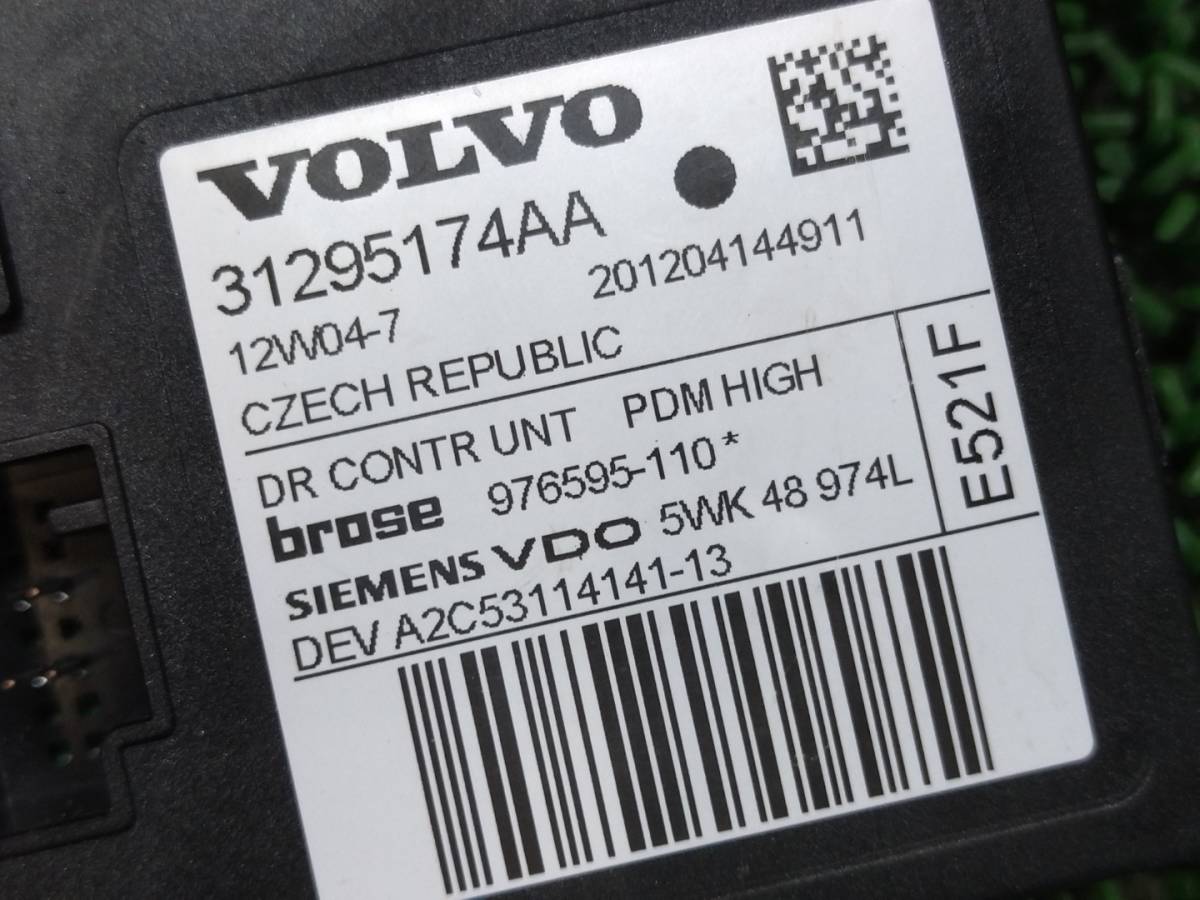 VOLVO
31295174AA
201204144911
12W04-7
CZECH REPUBLIC
DR CONTR UNT PDM HIGH
brose 976595-110*
SIEMENS VDO 5WK 48 974L
DEV A2C53114141-13
E521F